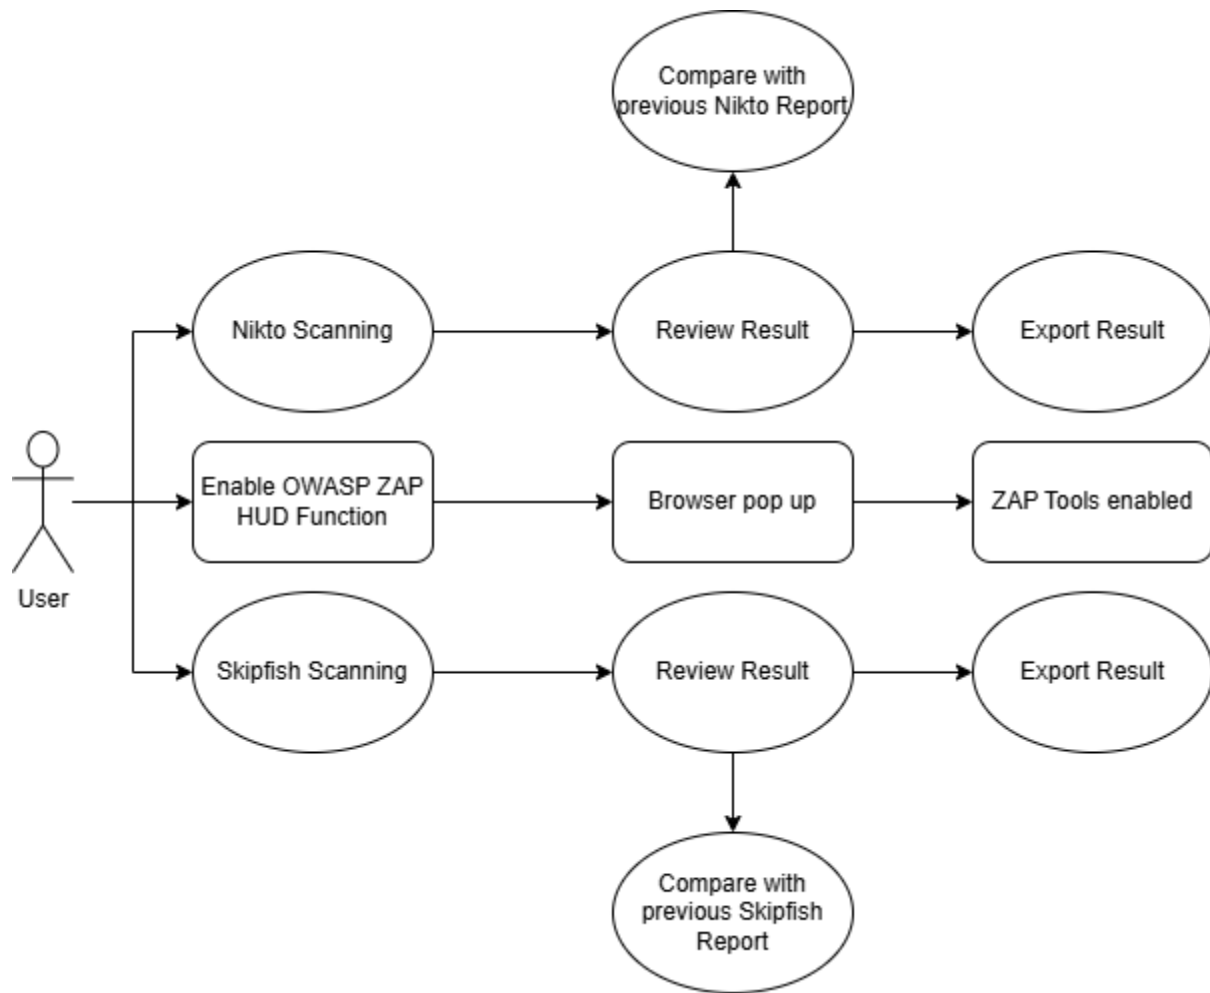 Compare with
previous Nikto Report
Nikto Scanning
Review Result
Export Result
Enable OWASP ZAP
HUD Function
Browser pop up
ZAP Tools enabled
User
Skipfish Scanning
Review Result
Export Result
Compare with
previous Skipfish
Report